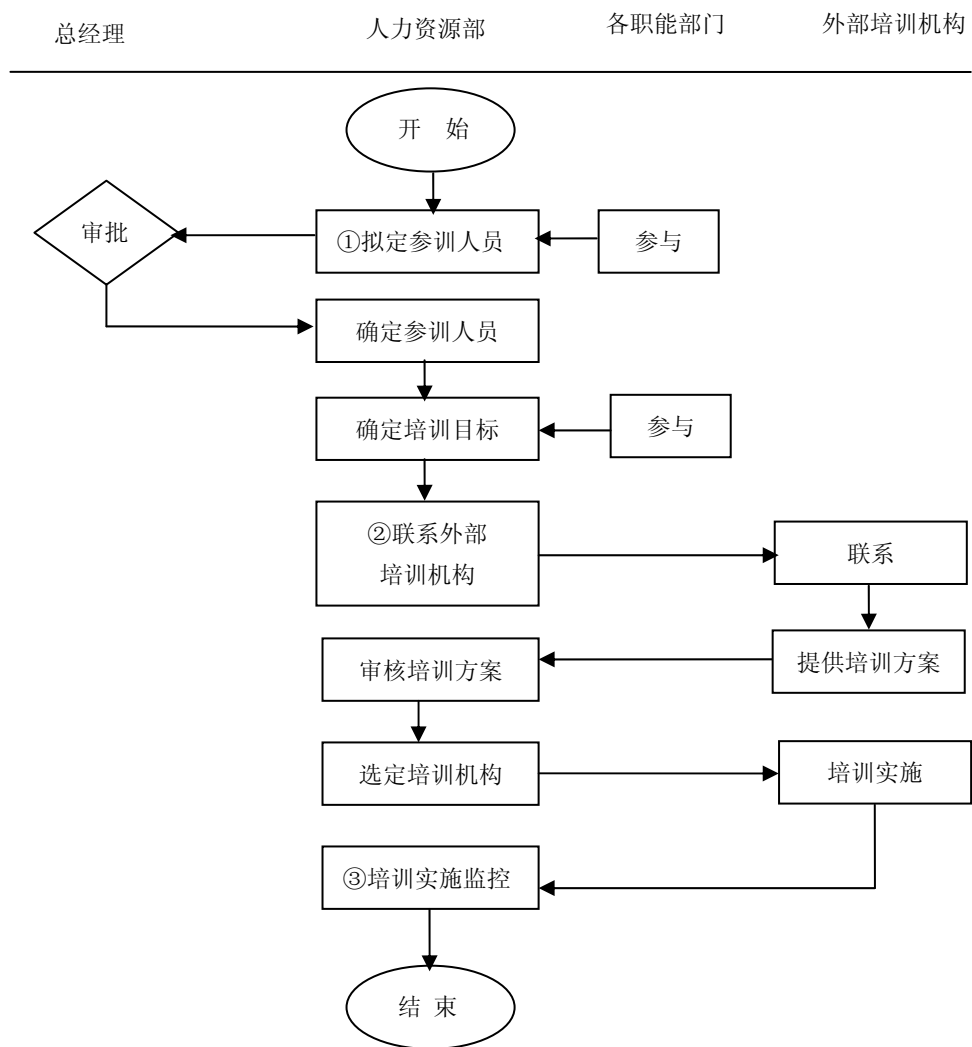 总经理
人力资源部
各职能部门
外部培训机构
开 始
审批
①拟定参训人员
参与
确定参训人员
确定培训目标
参与
②联系外部
培训机构
联系
审核培训方案
提供培训方案
选定培训机构
培训实施
③培训实施监控
结 束